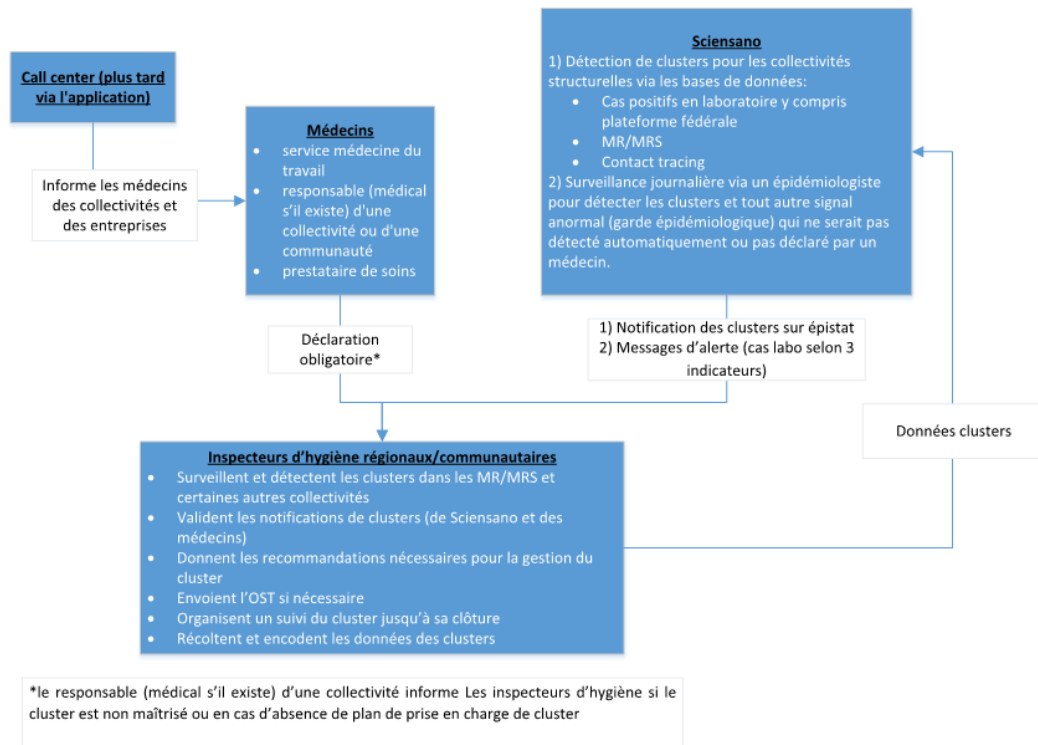 Call center (plus tard
via l'application)
Informe les médecins
des collectivités et
des entreprises
Médecins
• service médecine du
travail
• responsable (médical
s'il existe) d'une
collectivité ou d'une
communauté
• prestataire de soins
Déclaration
obligatoire*
Sciensano
1) Détection de clusters pour les collectivités
structurelles via les bases de données:
• Cas positifs en laboratoire y compris
plateforme fédérale
• MR/MRS
• Contact tracing
2) Surveillance journalière via un épidémiologiste
pour détecter les clusters et tout autre signal
anormal (garde épidémiologique) qui ne serait pas
détecté automatiquement ou pas déclaré par un
médecin.
1) Notification des clusters sur épistat
2) Messages d'alerte (cas labo selon 3
indicateurs)
Données clusters
Inspecteurs d'hygiène régionaux/communautaires
• Surveillent et détectent les clusters dans les MR/MRS et
certaines autres collectivités
• Valident les notifications de clusters (de Sciensano et des
médecins)
• Donnent les recommandations nécessaires pour la gestion du
cluster
• Envoient l'OST si nécessaire
• Organisent un suivi du cluster jusqu'à sa clôture
• Récoltent et encodent les données des clusters
*le responsable (médical s'il existe) d'une collectivité informe Les inspecteurs d'hygiène si le
cluster est non maîtrisé ou en cas d'absence de plan de prise en charge de cluster